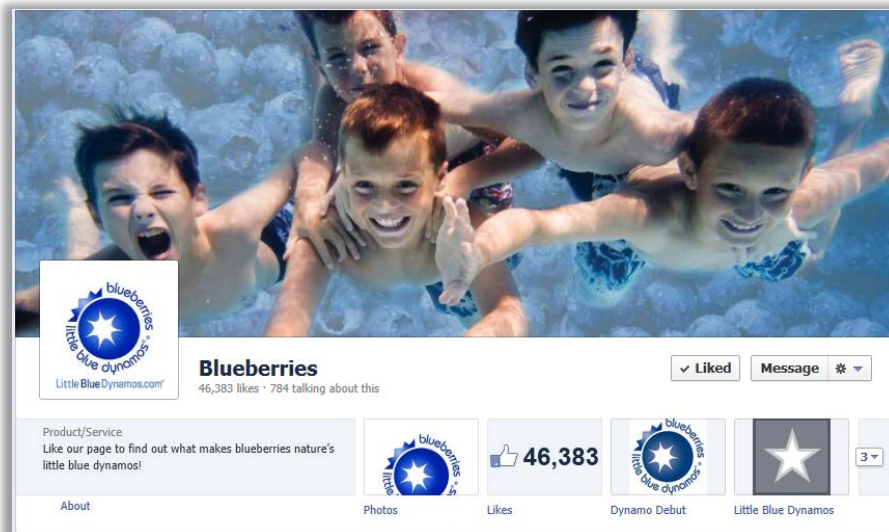 blueberries
little blue dynamos
LittleBlueDynamos.com
Blueberries
46,383 likes · 784 talking about this
Liked
Message
Product/Service
Like our page to find out what makes blueberries nature's
little blue dynamos!
About
blueberries
little blue dynamos
Photos
46,383
Likes
blueberries
little blue dynamos
Dynamo Debut
Little Blue Dynamos
3